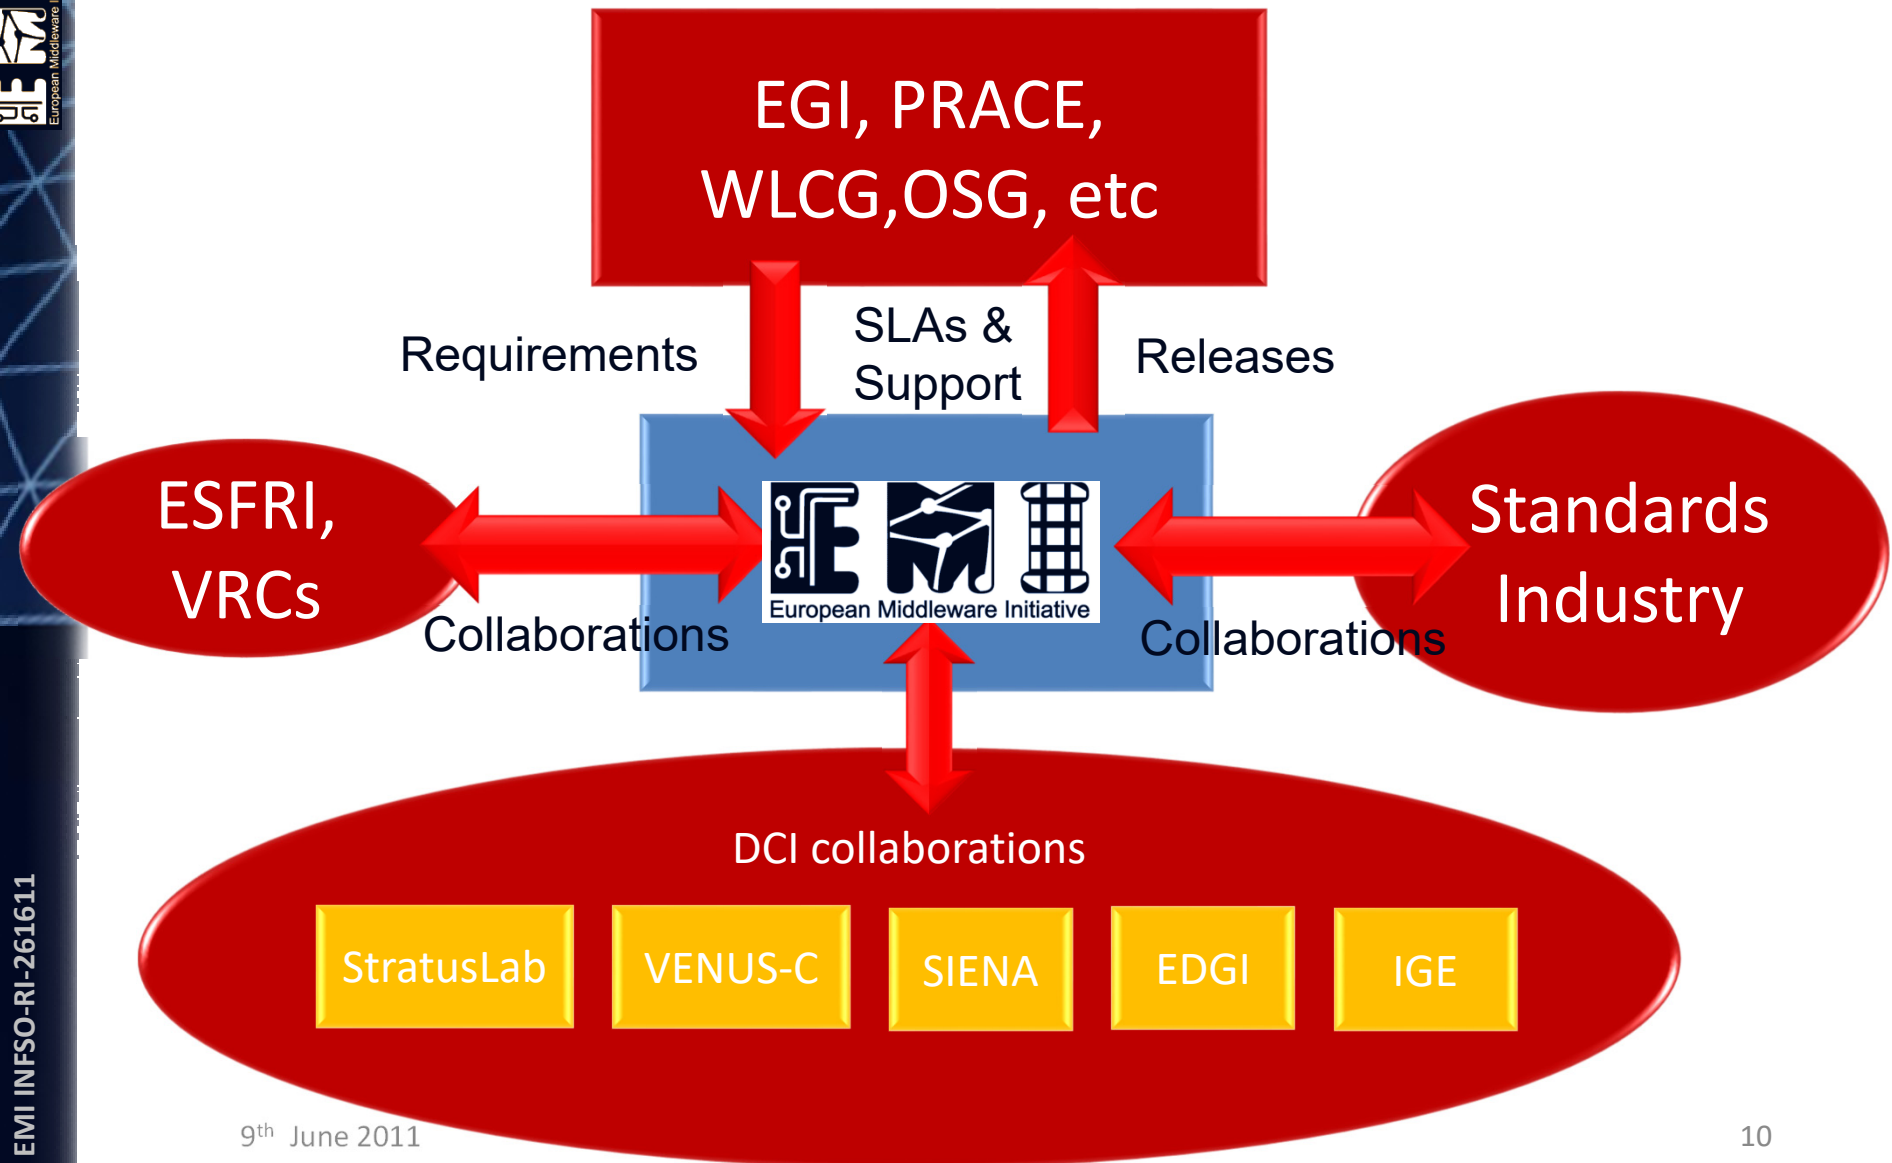 European Middleware I
EGI, PRACE,
WLCG,OSG, etc
Requirements
SLAs &
Support
Releases
ESFRI,
VRCs
EMI
European Middleware Initiative
Standards
Industry
Collaborations
Collaborations
DCI collaborations
StratusLab
VENUS-C
SIENA
EDGI
IGE
EMI INFSO-RI-261611
9th June 2011
10